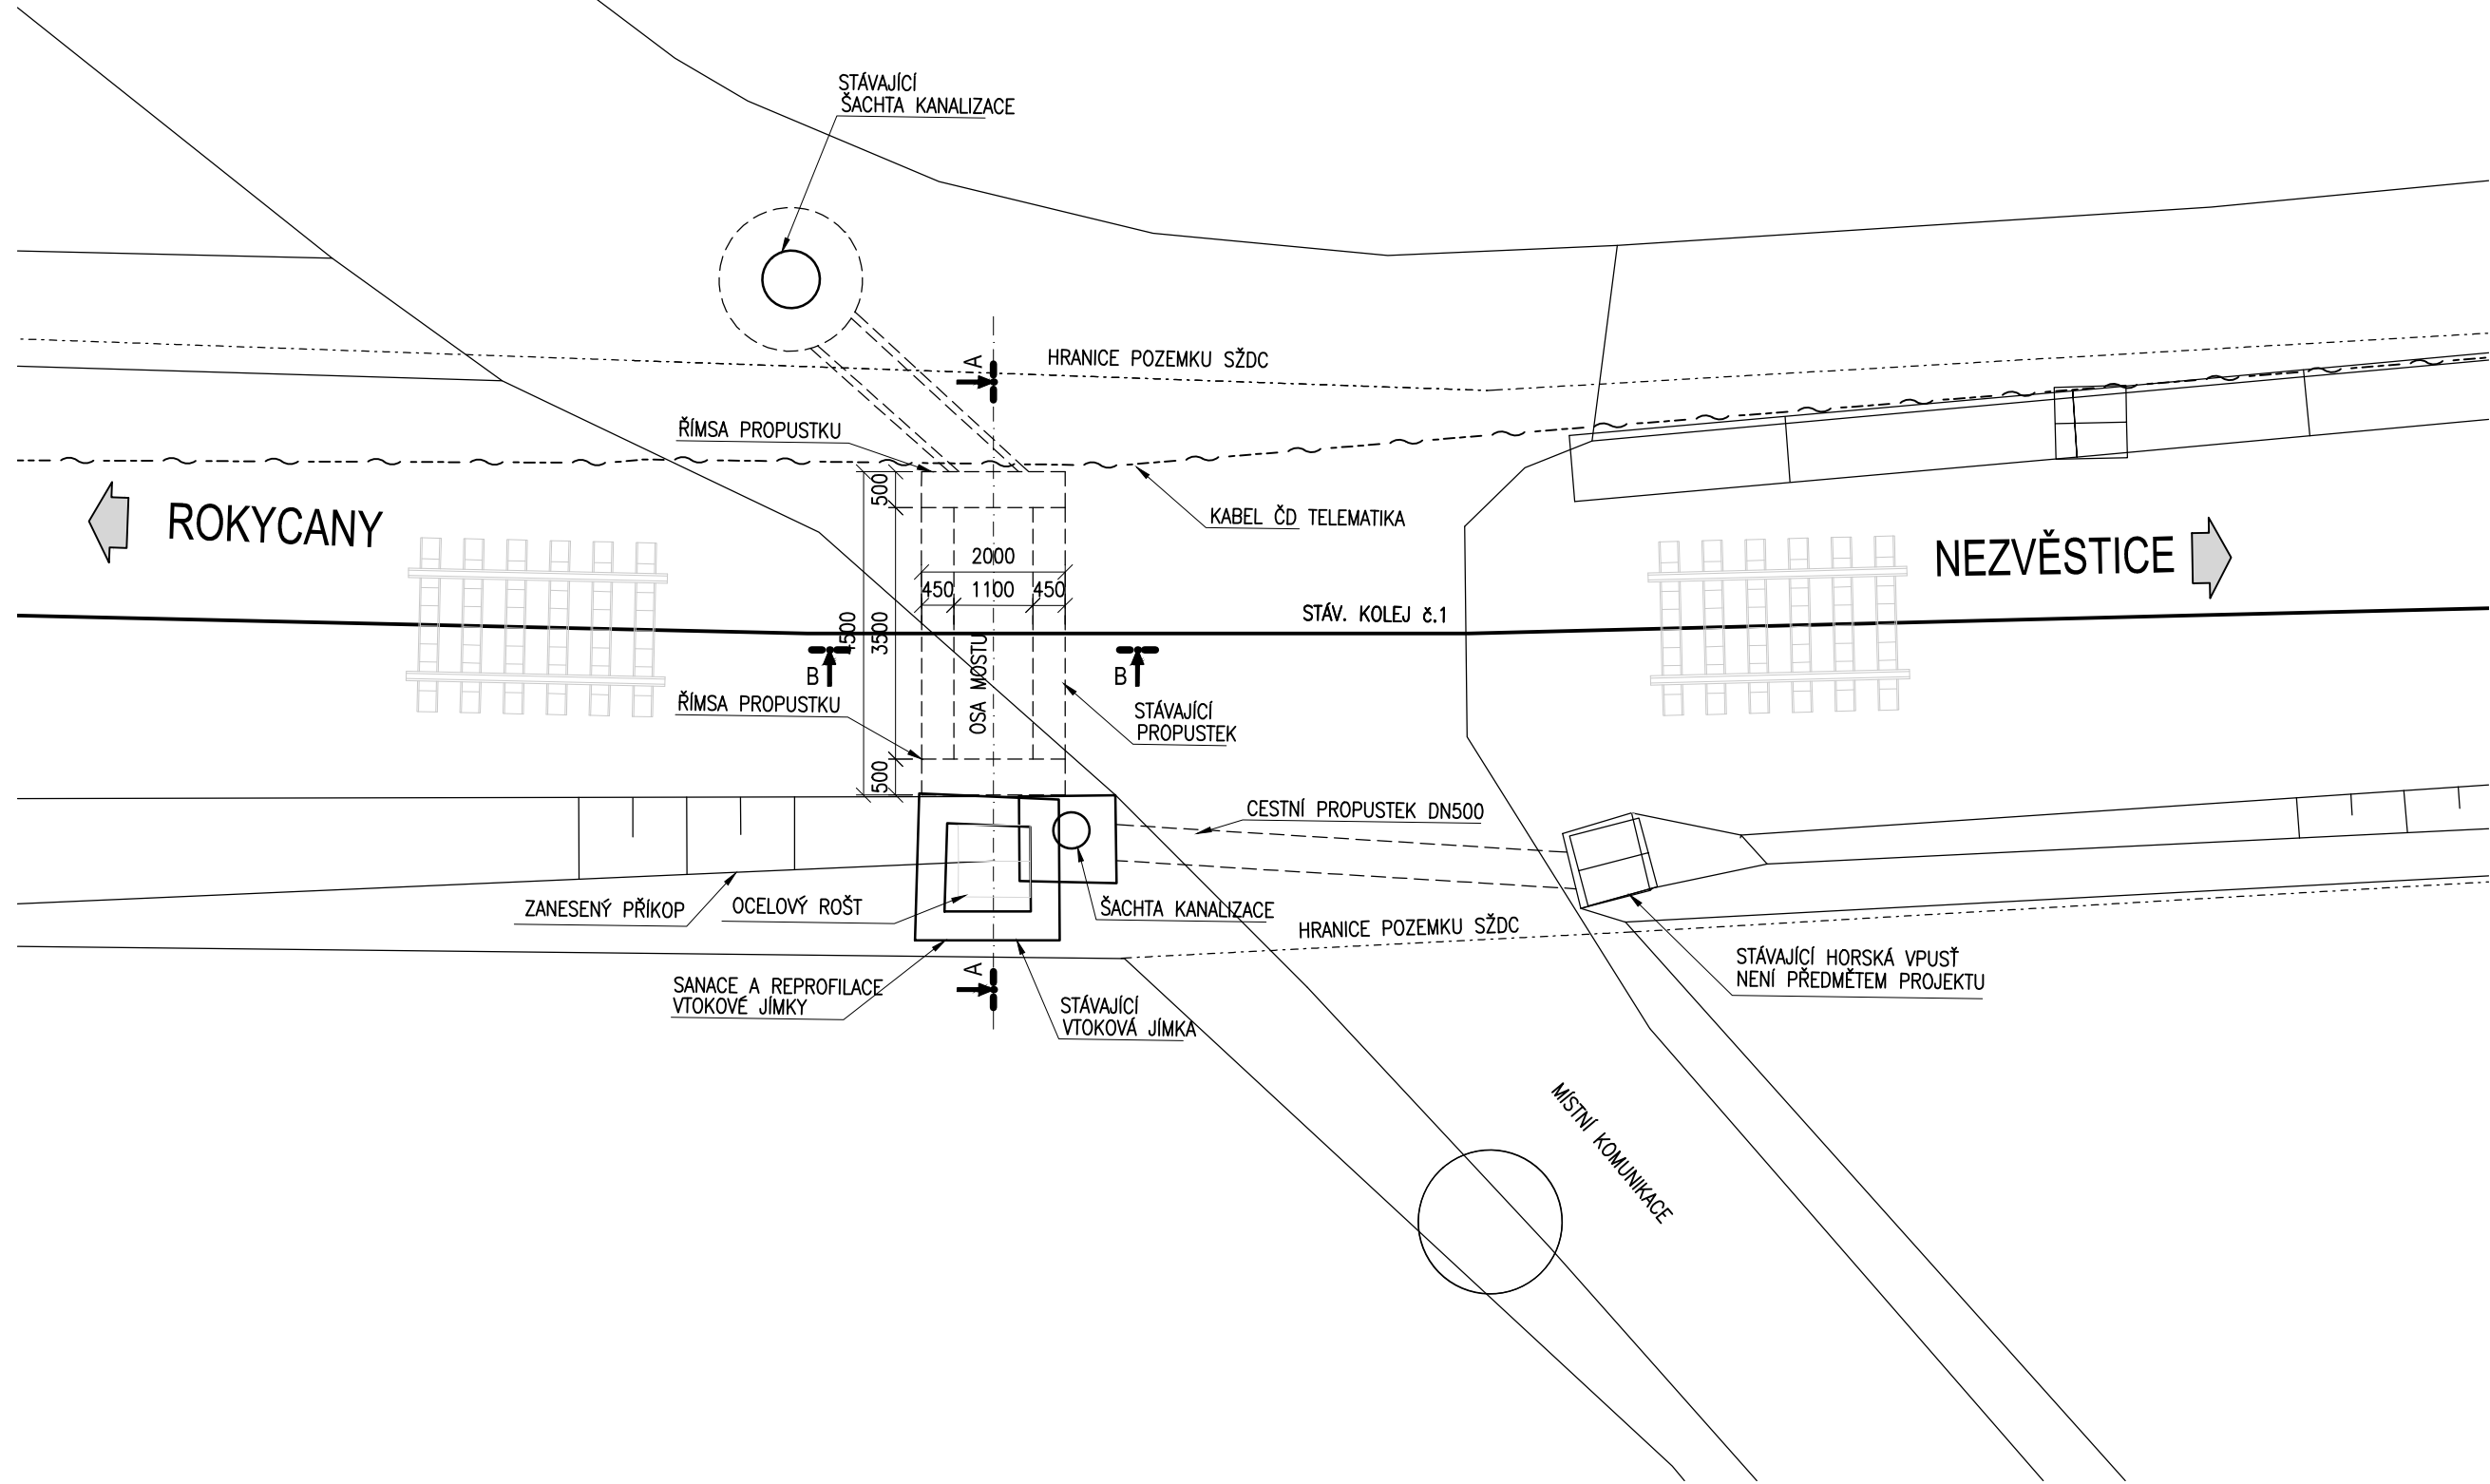 STÁVAJÍCÍ
ŠACHTA KANALIZACE
A
HRANICE POZEMKU SŽDC
ŘÍMSA PROPUSTKU
500
ROKYCANY
KABEL ČD TELEMATIKA
NEZVĚSTICE
2000
450 1100 450
4500
3500
STÁV. KOLEJ č.1
OSA MOSTU
B
B
ŘÍMSA PROPUSTKU
STÁVAJÍCÍ
PROPUSTEK
500
CESTNÍ PROPUSTEK DN500
ZANESENÝ PŘÍKOP
OCELOVÝ ROŠT
ŠACHTA KANALIZACE
HRANICE POZEMKU SŽDC
A
SANACE A REPROFILACE
VTOKOVÉ JÍMKY
STÁVAJÍCÍ
VTOKOVÁ JÍMKA
STÁVAJÍCÍ HORSKÁ VPUSŤ
NENÍ PŘEDMĚTEM PROJEKTU
MÍSTNÍ KOMUNIKACE